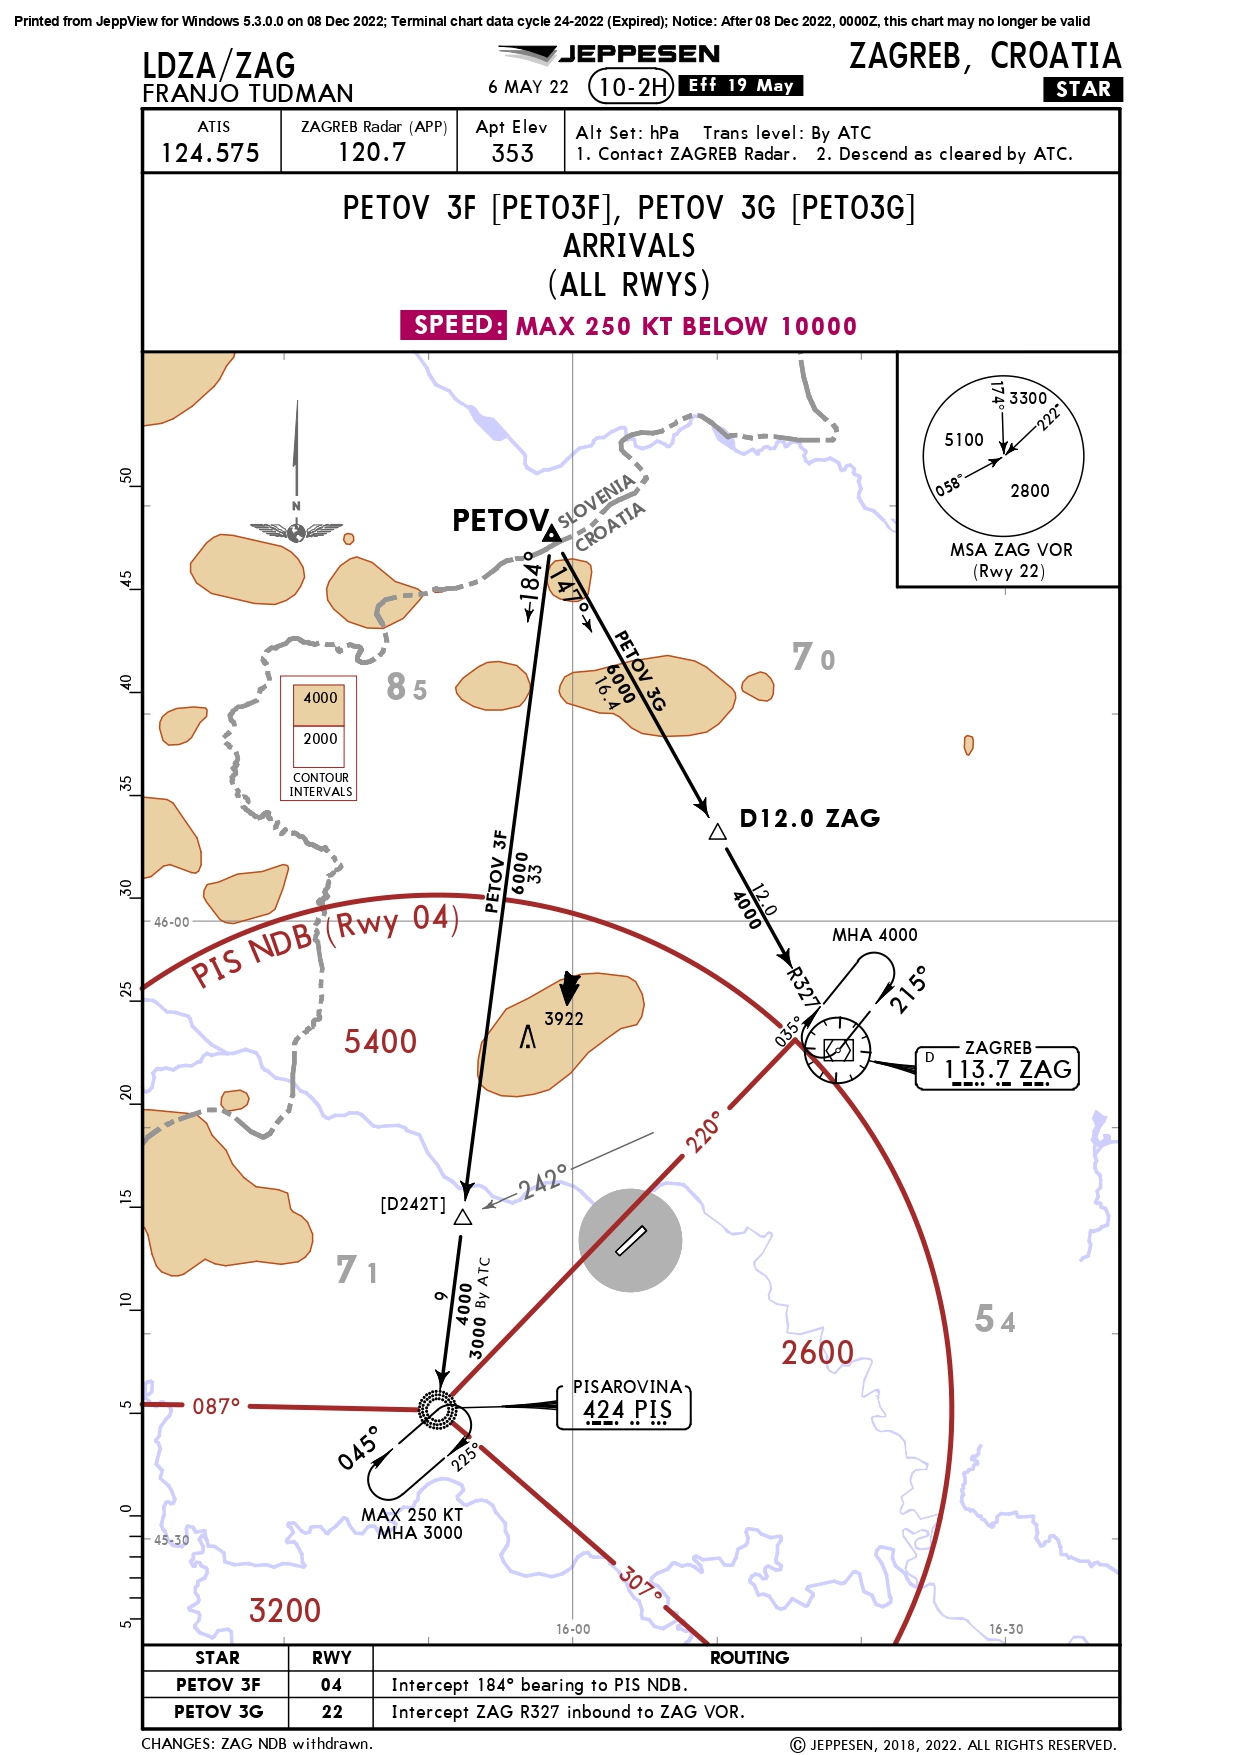 Printed from JeppView for Windows 5.3.0.0 on 08 Dec 2022; Terminal chart data cycle 24-2022 (Expired); Notice: After 08 Dec 2022, 0000Z, this chart may no longer be valid
LDZA/ZAG
FRANJO TUDMAN
JEPPESEN
6 MAY 22
10-2H
Eff 19 May
ZAGREB, CROATIA
STAR
ATIS
124.575
ZAGREB Radar (APP)
120.7
Apt Elev
353
Alt Set: hPa Trans level: By ATC
1. Contact ZAGREB Radar. 2. Descend as cleared by ATC.
PETOV 3F [PETO3F], PETOV 3G [PETO3G]
ARRIVALS
(ALL RWYS)
SPEED: MAX 250 KT BELOW 10000
174°
3300
222°
5100
058°
2800
MSA ZAG VOR
(Rwy 22)
N
PETOV
SLOVENIA
CROATIA
184°
147°
PETOV 3G
6000
16.4
70
85
4000
2000
CONTOUR
INTERVALS
D12.0 ZAG
PETOV 3F
6000
33
12.0
4000
46-00
PIS NDB (Rwy 04)
MHA 4000
R327
215°
035°
3922
5400
ZAGREB
D 113.7 ZAG
220°
242°
[D242T]
71
9
4000
3000 By ATC
54
2600
087°
PISAROVINA
424 PIS
045°
225°
MAX 250 KT
MHA 3000
45-30
307°
3200
16-00
16-30
50
45
40
35
30
25
20
15
10
5
0
5
STAR RWY ROUTING
PETOV 3F 04 Intercept 184° bearing to PIS NDB.
PETOV 3G 22 Intercept ZAG R327 inbound to ZAG VOR.
CHANGES: ZAG NDB withdrawn.
© JEPPESEN, 2018, 2022. ALL RIGHTS RESERVED.